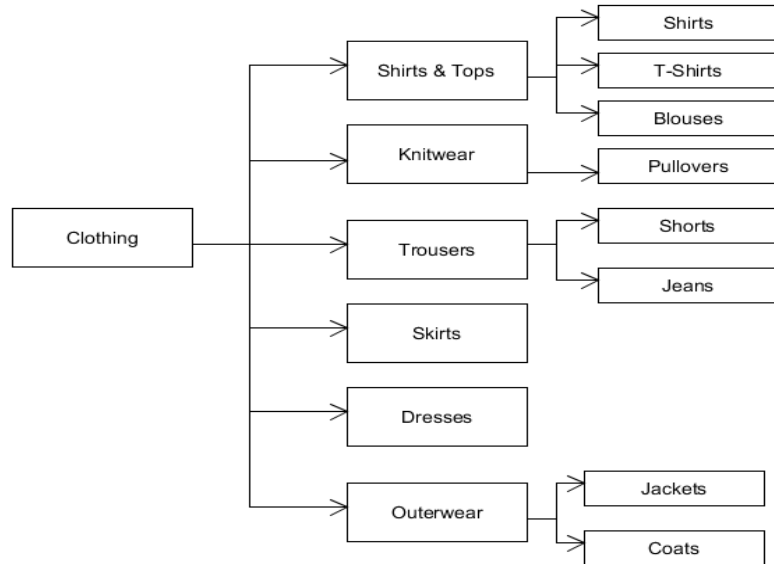 Clothing
Shirts & Tops
Shirts
T-Shirts
Blouses
Knitwear
Pullovers
Trousers
Shorts
Jeans
Skirts
Dresses
Outerwear
Jackets
Coats